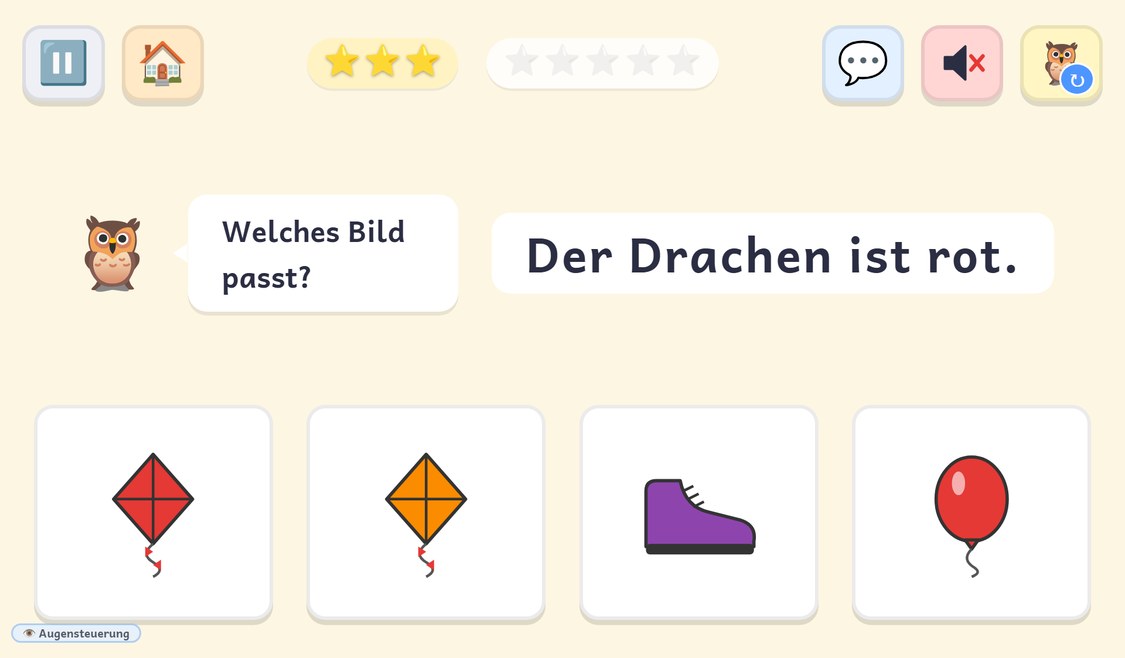 Welches Bild
passt?
Der Drachen ist rot.
Augensteuerung